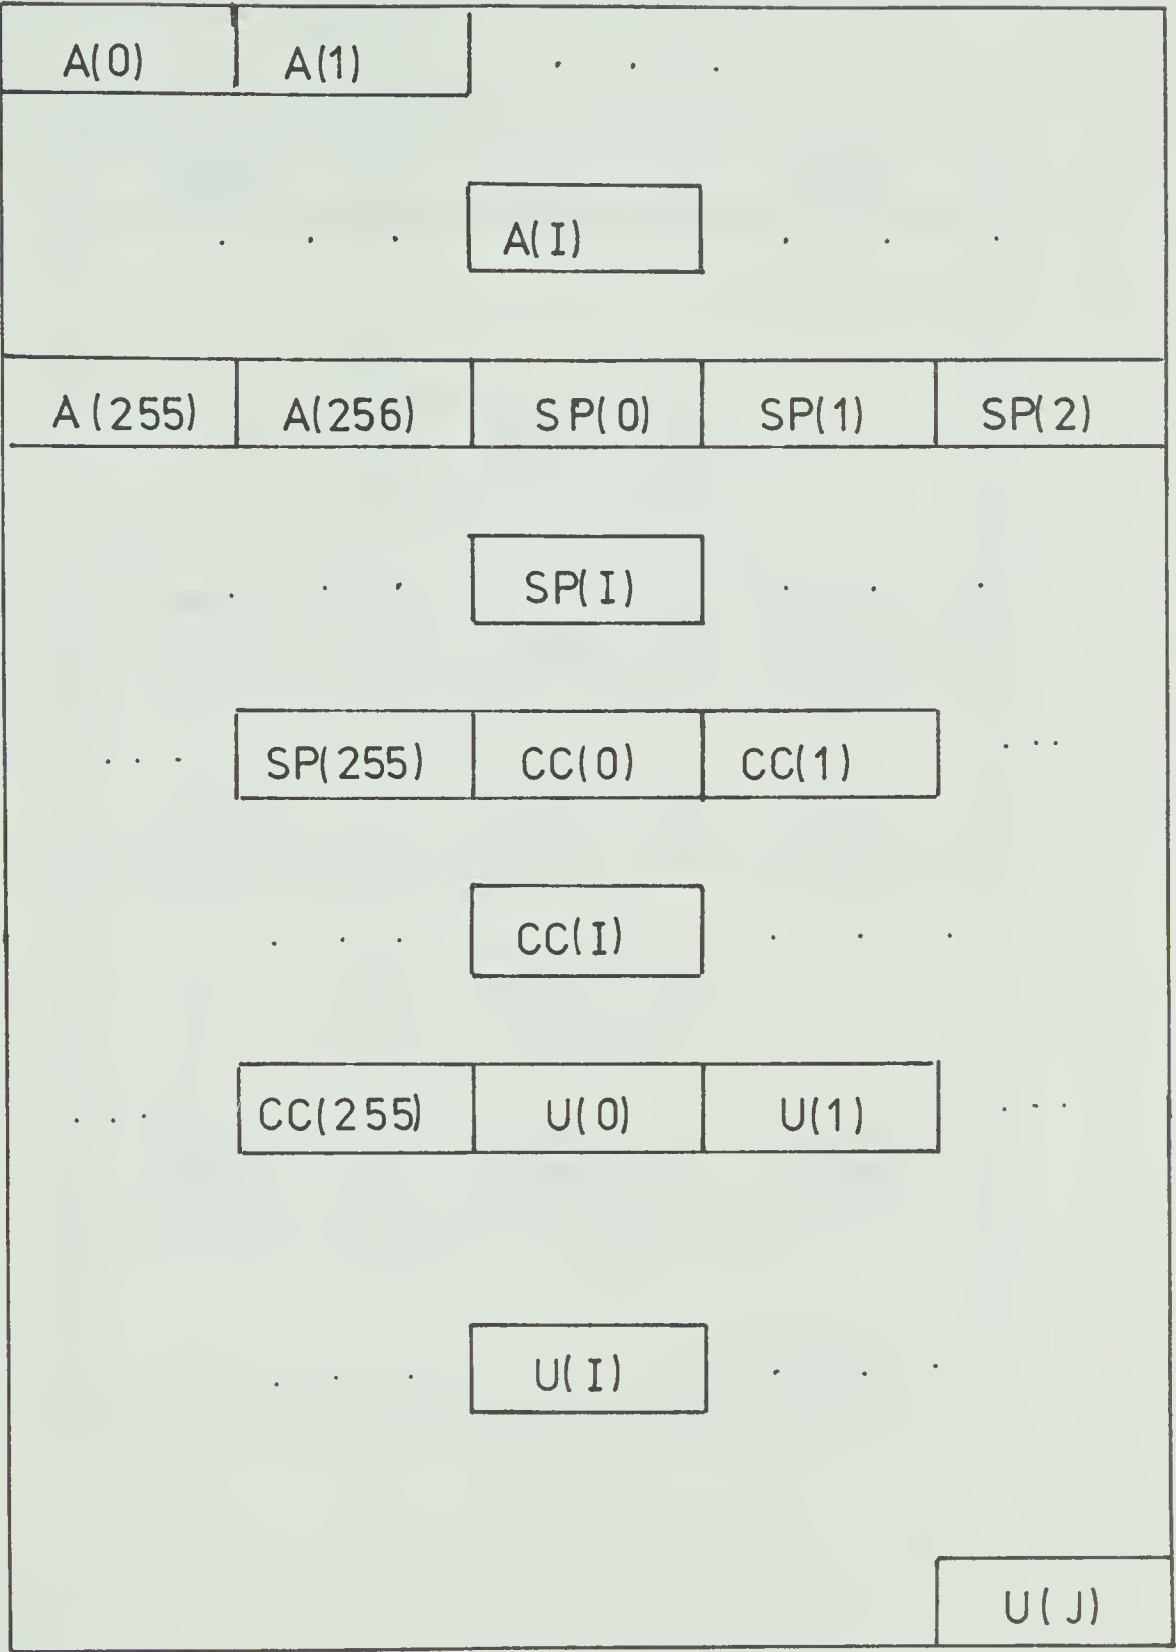 A(0) A(1) . . .
. . . A(I) . . .
A(255) A(256) SP(0) SP(1) SP(2)
. . . SP(I) . . .
... SP(255) CC(0) CC(1) ...
. . . CC(I) . . .
... CC(255) U(0) U(1) ...
. . . U(I) . . .
U(J)